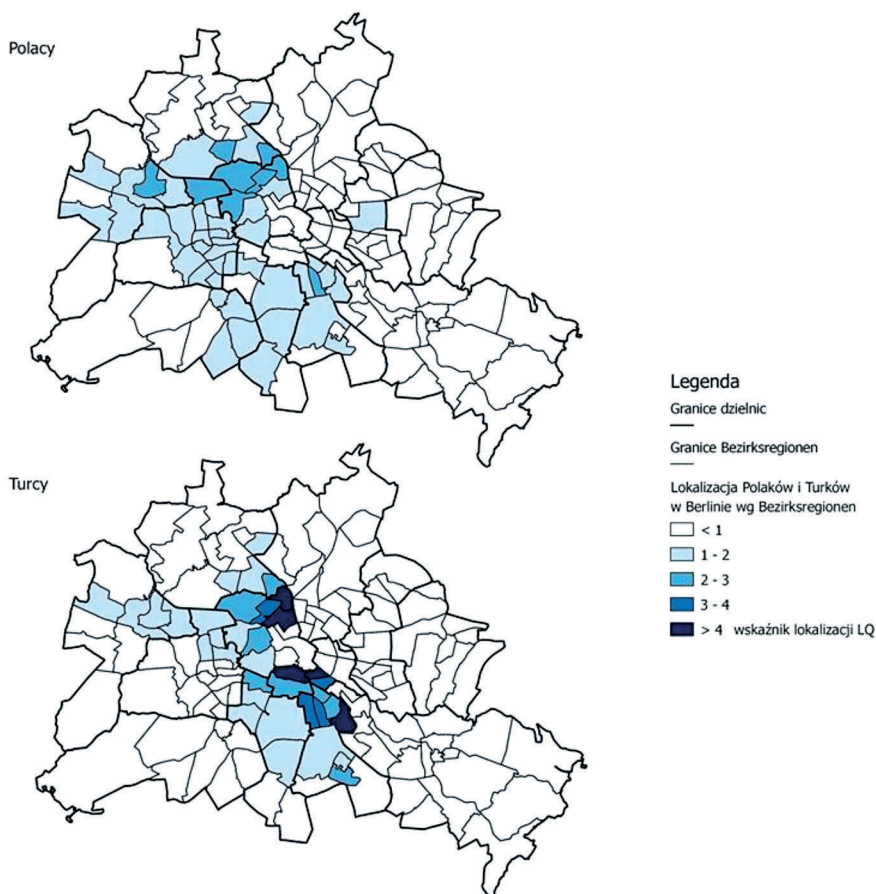 Polacy
Turcy
Legenda
Granice dzielnic
Granice Bezirksregionen
Lokalizacja Polaków i Turków
w Berlinie wg Bezirksregionen
< 1
1 - 2
2 - 3
3 - 4
> 4 wskaźnik lokalizacji LQ